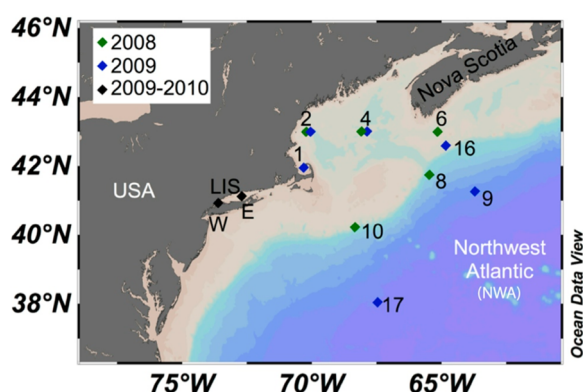 46°N
44°N
42°N
40°N
38°N
2008
2009
2009-2010
Nova Scotia
2
4
6
1
16
8
9
USA
LIS
W
E
10
Northwest
Atlantic
(NWA)
17
75°W
70°W
65°W
Ocean Data View